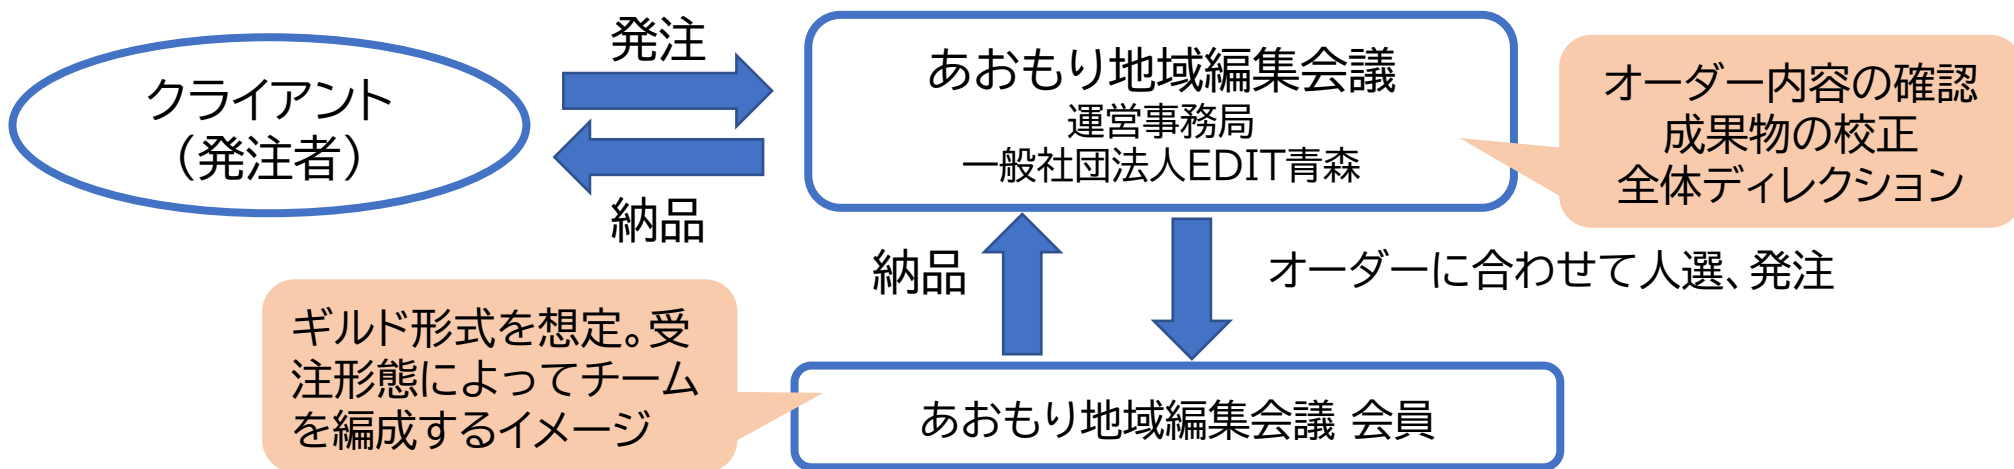 発注
クライアント
（発注者）
納品
あおもり地域編集会議
運営事務局
一般社団法人EDIT青森
オーダー内容の確認
成果物の校正
全体ディレクション
納品
オーダーに合わせて人選、発注
ギルド形式を想定。受
注形態によってチーム
を編成するイメージ
あおもり地域編集会議 会員